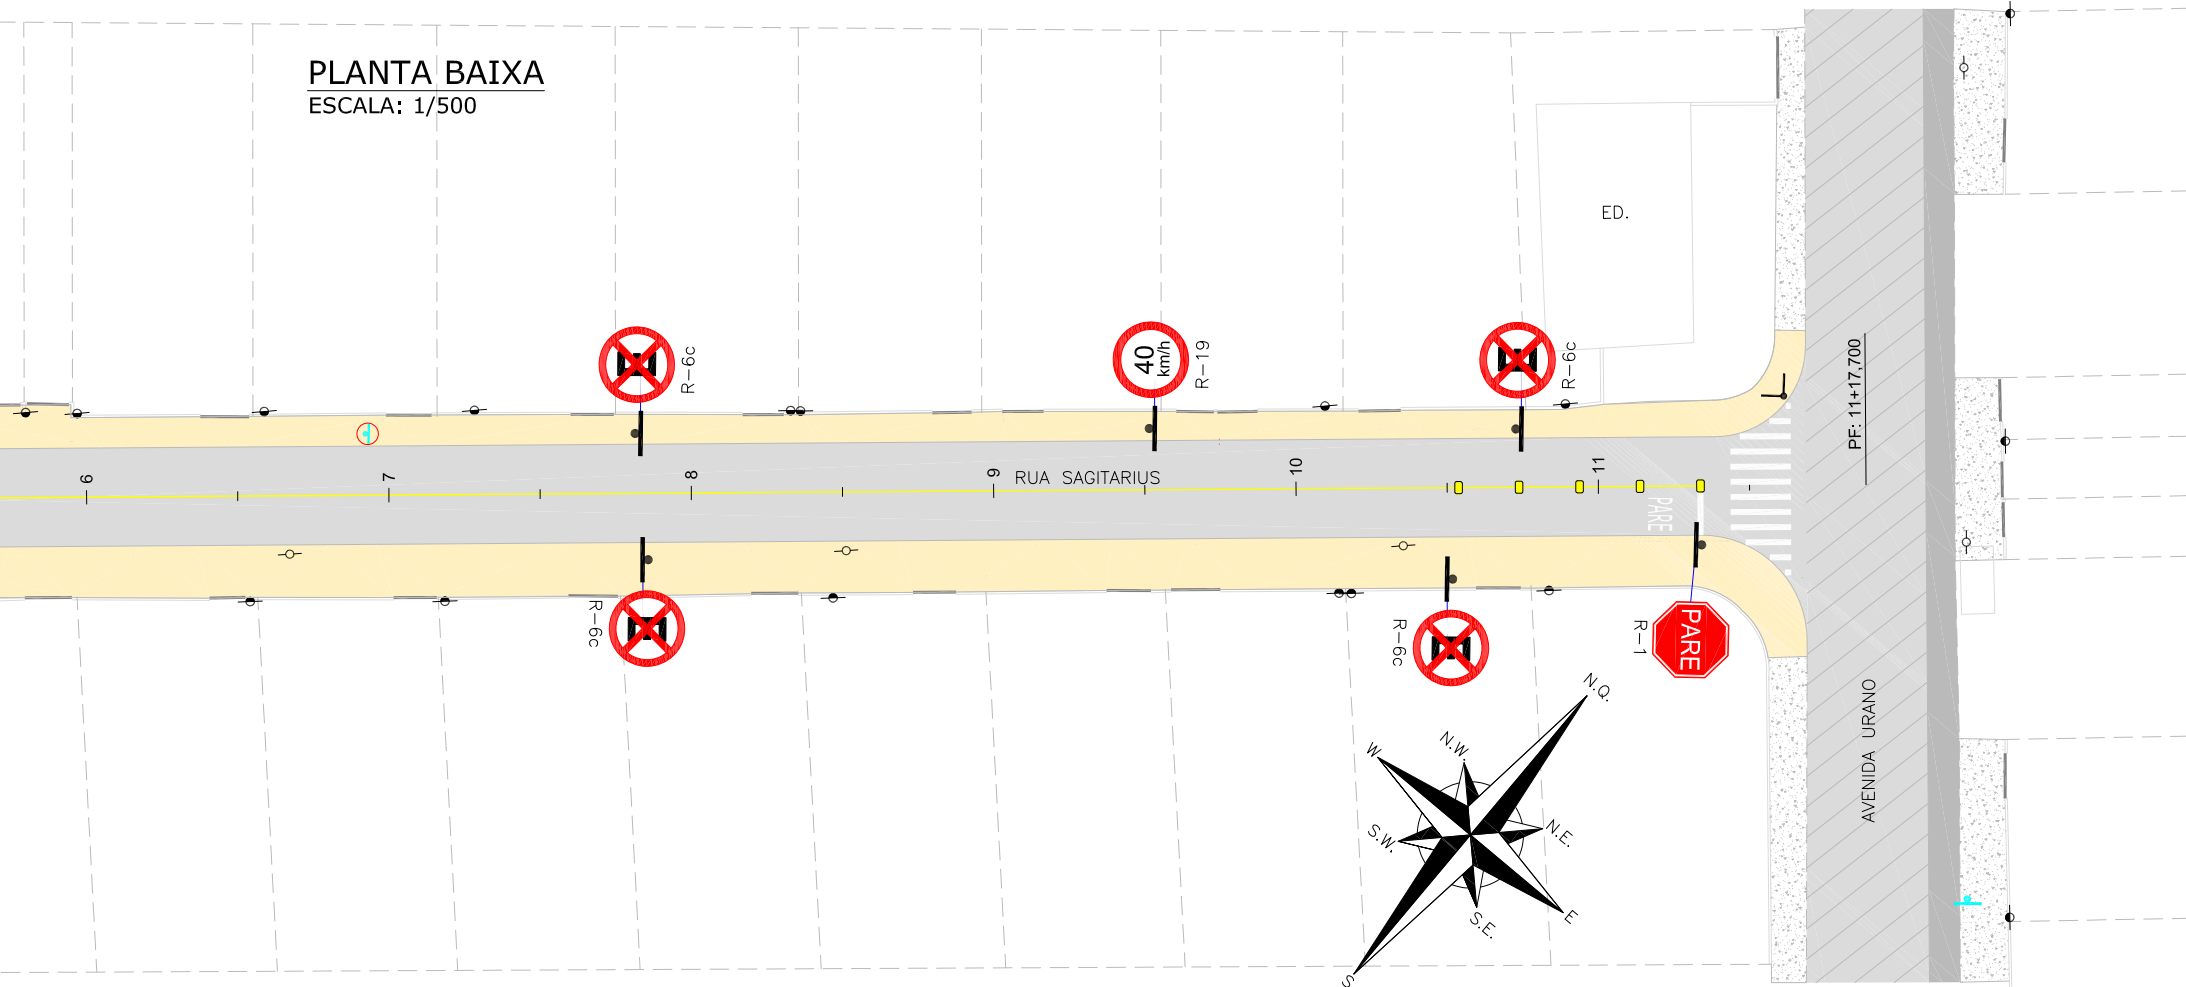 PLANTA BAIXA
ESCALA: 1/500
ED.
R-6c
40
km/h
R-19
R-6c
PF: 11+17,700
6
7
8
9
RUA SAGITARIUS
10
11
PARE
R-6c
R-6c
R-1
PARE
AVENIDA URANO
N.Q.
N.W.
W
N.E.
S.W.
E
S.E.
S